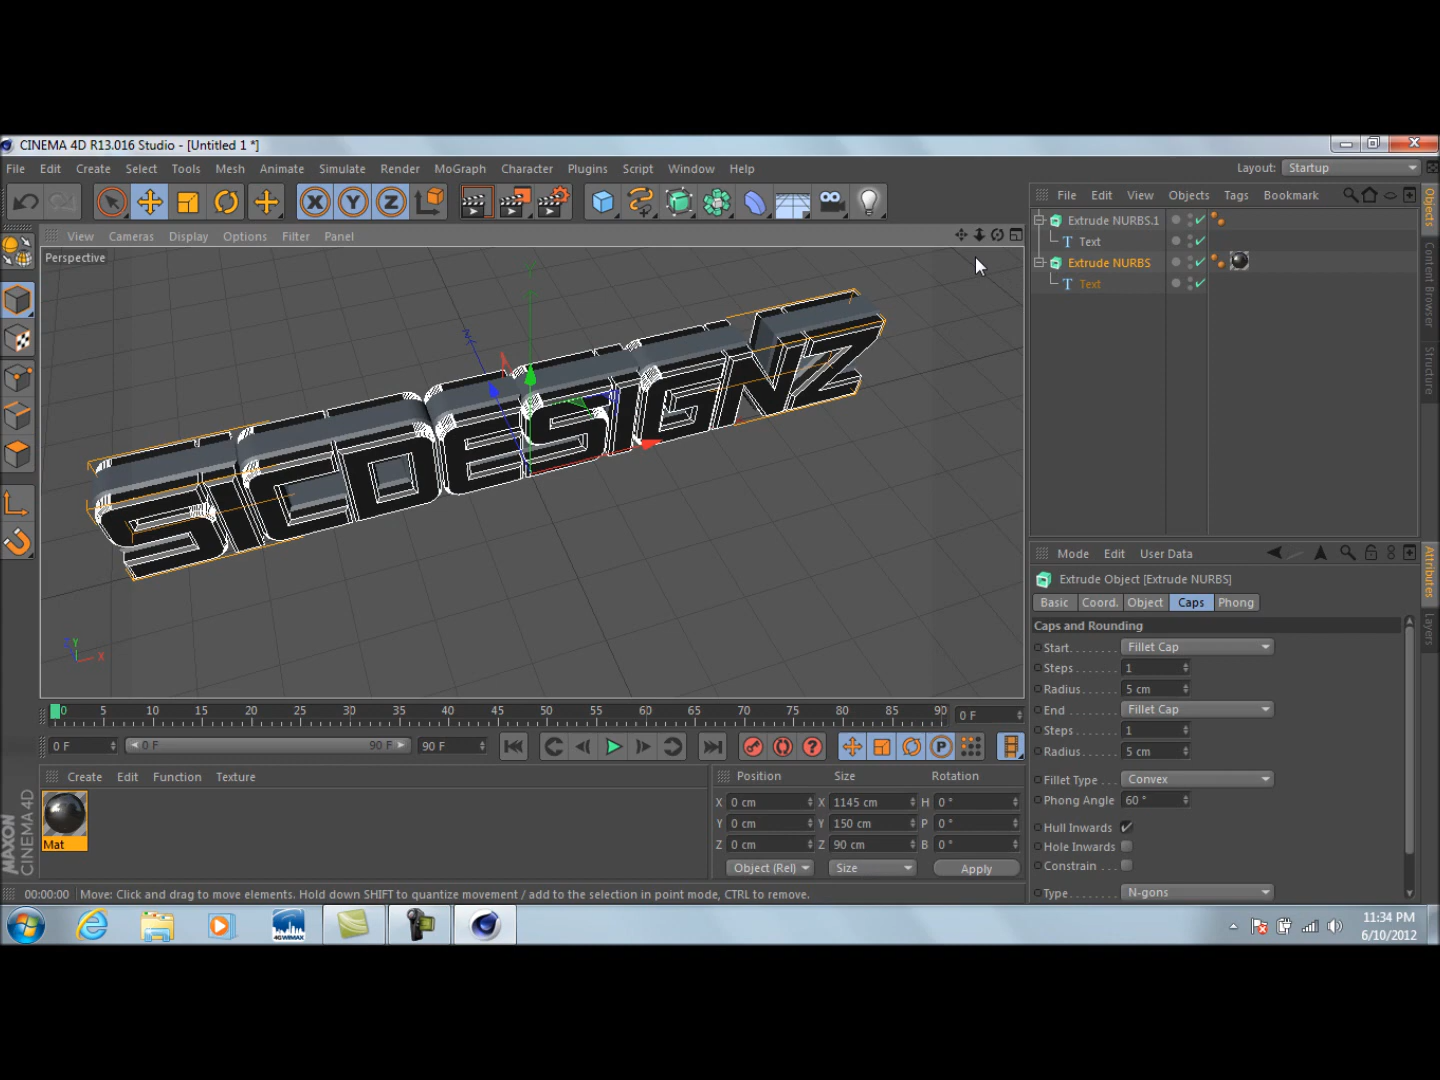 CINEMA 4D R13.016 Studio - [Untitled 1 *]
File Edit Create Select Tools Mesh Animate Simulate Render MoGraph Character Plugins Script Window Help
Layout: Startup
X Y Z
File Edit View Objects Tags Bookmark
View Cameras Display Options Filter Panel
Perspective
Extrude NURBS.1
Text
Extrude NURBS
Text
Objects
Content Browser
Structure
SICDESIGNZ
Y
X
Mode Edit User Data
Extrude Object [Extrude NURBS]
Basic Coord. Object Caps Phong
Caps and Rounding
Start. Fillet Cap
Steps 1
Radius 5 cm
End Fillet Cap
Steps 1
Radius 5 cm
Fillet Type Convex
Phong Angle 60 °
Hull Inwards
Hole Inwards
Constrain
Type N-gons
Attributes
Layers
0 5 10 15 20 25 30 35 40 45 50 55 60 65 70 75 80 85 90 0 F
0 F 0 F 90 F 90 F
Create Edit Function Texture
Mat
MAXON
CINEMA 4D
Position Size Rotation
X 0 cm X 1145 cm H 0 °
Y 0 cm Y 150 cm P 0 °
Z 0 cm Z 90 cm B 0 °
Object (Rel) Size Apply
00:00:00 Move: Click and drag to move elements. Hold down SHIFT to quantize movement / add to the selection in point mode, CTRL to remove.
4GWIMAX
11:34 PM
6/10/2012